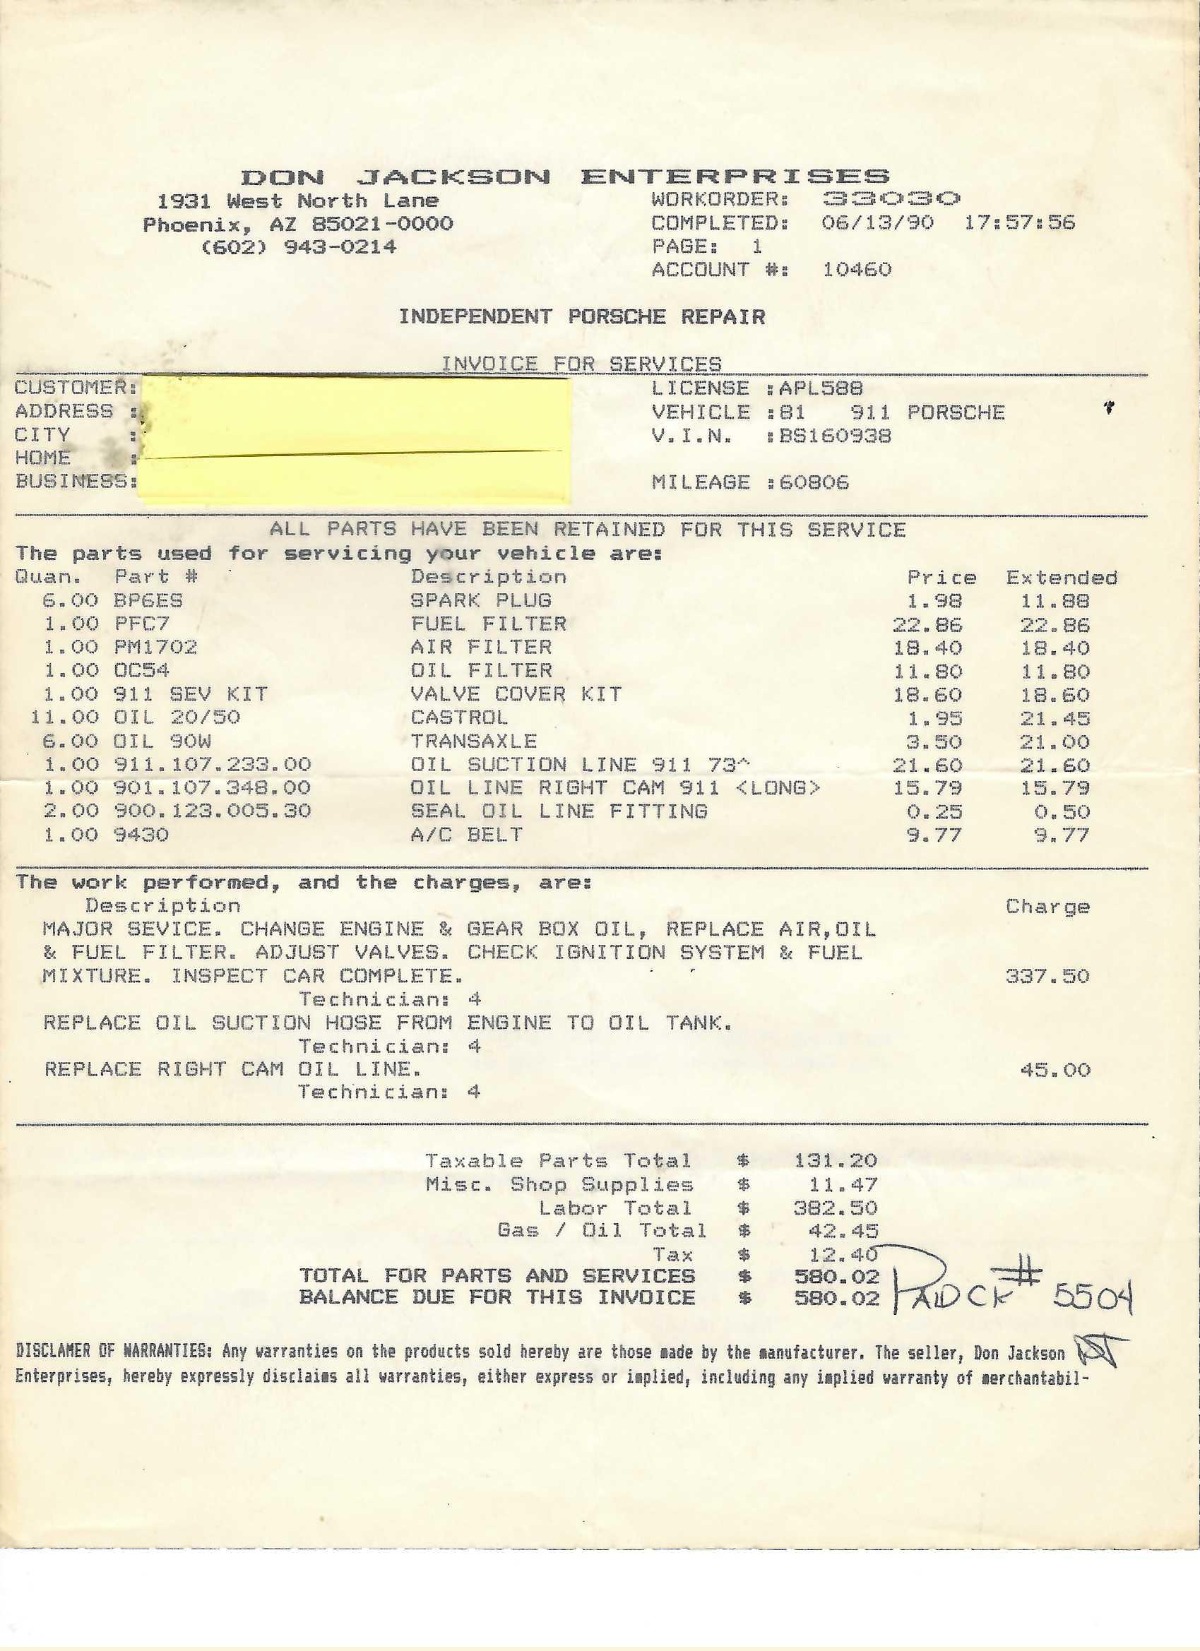 DON JACKSON ENTERPRISES
1931 West North Lane WORKORDER: 33030
Phoenix, AZ 85021-0000 COMPLETED: 06/13/90 17:57:56
(602) 943-0214 PAGE: 1
ACCOUNT #: 10460
INDEPENDENT PORSCHE REPAIR
INVOICE FOR SERVICES
CUSTOMER: LICENSE :APL588
ADDRESS : VEHICLE :81 911 PORSCHE
CITY : V.I.N. :BS160938
HOME :
BUSINESS: MILEAGE :60806
ALL PARTS HAVE BEEN RETAINED FOR THIS SERVICE
The parts used for servicing your vehicle are:
Quan. Part # Description Price Extended
6.00 BP6ES SPARK PLUG 1.98 11.88
1.00 PFC7 FUEL FILTER 22.86 22.86
1.00 PM1702 AIR FILTER 18.40 18.40
1.00 OC54 OIL FILTER 11.80 11.80
1.00 911 SEV KIT VALVE COVER KIT 18.60 18.60
11.00 OIL 20/50 CASTROL 1.95 21.45
6.00 OIL 90W TRANSAXLE 3.50 21.00
1.00 911.107.233.00 OIL SUCTION LINE 911 73^ 21.60 21.60
1.00 901.107.348.00 OIL LINE RIGHT CAM 911 <LONG> 15.79 15.79
2.00 900.123.005.30 SEAL OIL LINE FITTING 0.25 0.50
1.00 9430 A/C BELT 9.77 9.77
The work performed, and the charges, are:
Description Charge
MAJOR SEVICE. CHANGE ENGINE & GEAR BOX OIL, REPLACE AIR,OIL
& FUEL FILTER. ADJUST VALVES. CHECK IGNITION SYSTEM & FUEL
MIXTURE. INSPECT CAR COMPLETE. 337.50
Technician: 4
REPLACE OIL SUCTION HOSE FROM ENGINE TO OIL TANK.
Technician: 4
REPLACE RIGHT CAM OIL LINE. 45.00
Technician: 4
Taxable Parts Total $ 131.20
Misc. Shop Supplies $ 11.47
Labor Total $ 382.50
Gas / Oil Total $ 42.45
Tax $ 12.40
TOTAL FOR PARTS AND SERVICES $ 580.02
BALANCE DUE FOR THIS INVOICE $ 580.02 PAID CK # 5504
DISCLAMER OF WARRANTIES: Any warranties on the products sold hereby are those made by the manufacturer. The seller, Don Jackson
Enterprises, hereby expressly disclaims all warranties, either express or implied, including any implied warranty of merchantabil-